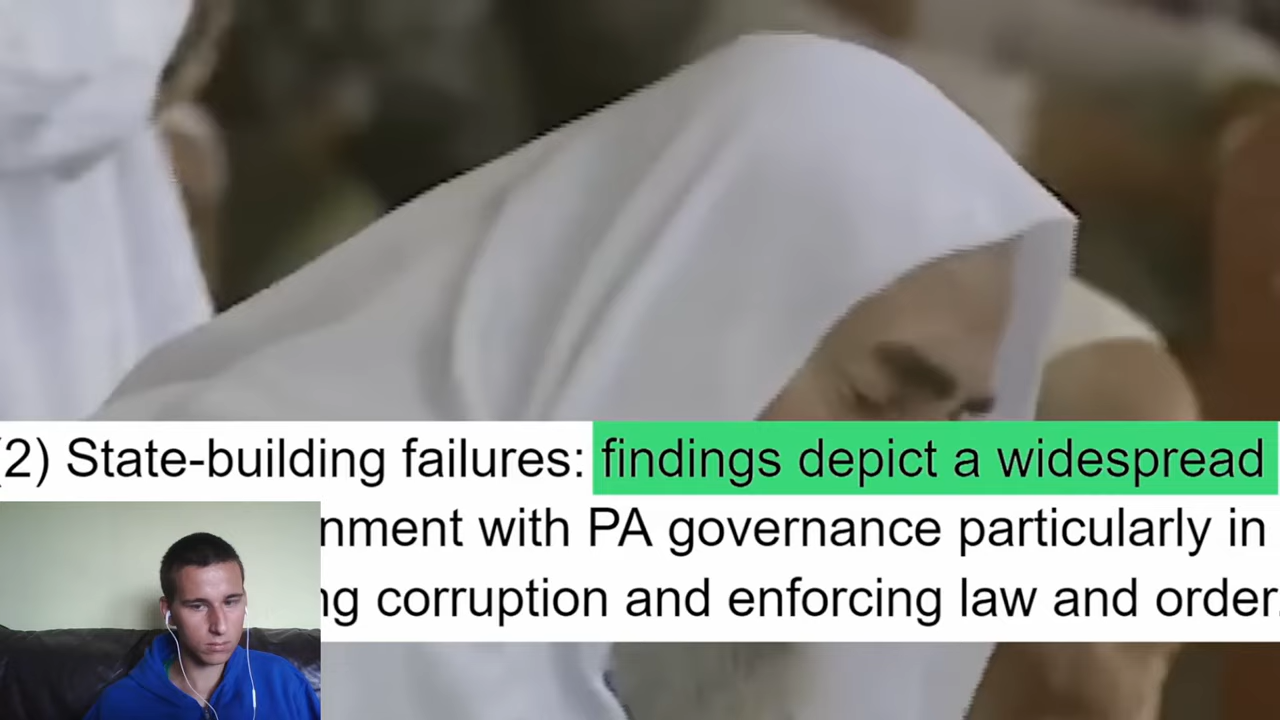 (2) State-building failures: findings depict a widespread
nment with PA governance particularly in
ng corruption and enforcing law and order.